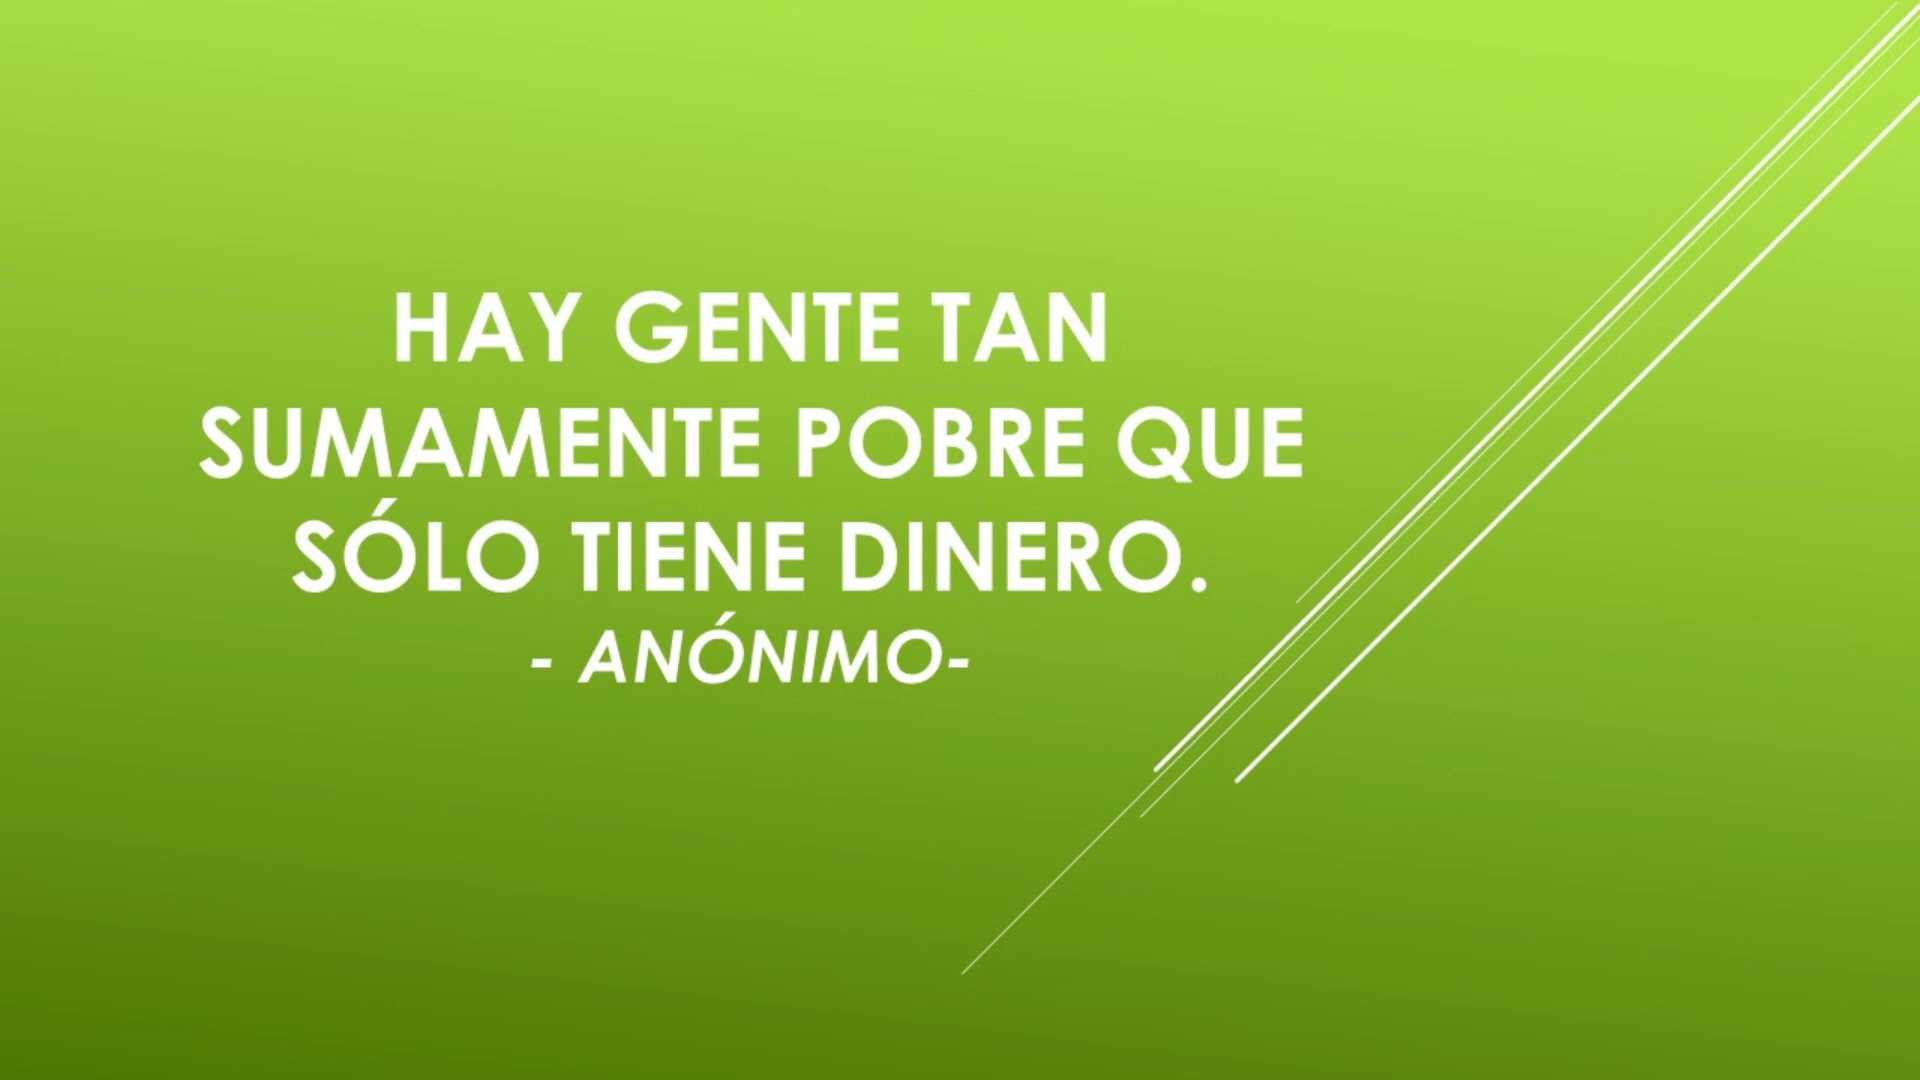 HAY GENTE TAN
SUMAMENTE POBRE QUE
SÓLO TIENE DINERO.
- ANÓNIMO-